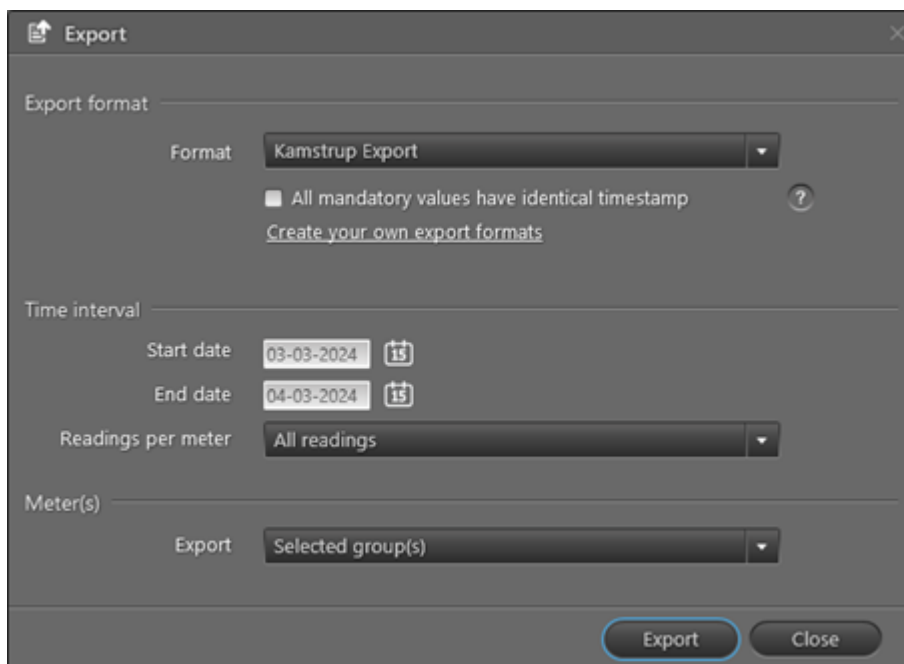 Export
Export format
Format Kamstrup Export
All mandatory values have identical timestamp ?
Create your own export formats
Time interval
Start date 03-03-2024 15
End date 04-03-2024 15
Readings per meter All readings
Meter(s)
Export Selected group(s)
Export Close